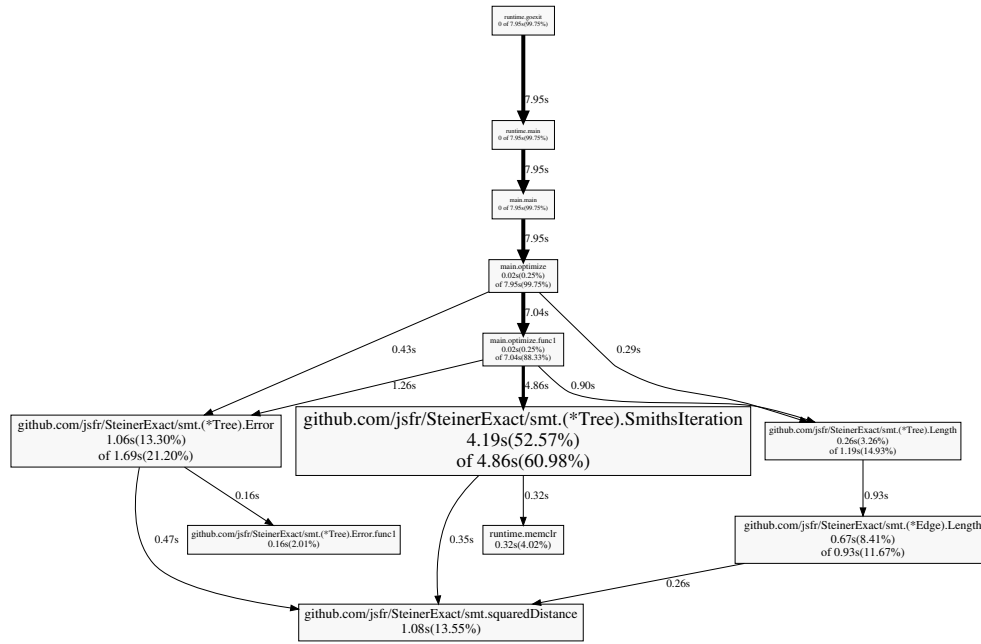 runtime.goexit
0 of 7.95s(99.75%)
7.95s
runtime.main
0 of 7.95s(99.75%)
7.95s
main.main
0 of 7.95s(99.75%)
7.95s
main.optimize
0.02s(0.25%)
of 7.95s(99.75%)
7.04s
main.optimize.func1
0.02s(0.25%)
of 7.04s(88.33%)
0.43s
0.29s
1.26s
4.86s
0.90s
github.com/jsfr/SteinerExact/smt.(*Tree).Error
1.06s(13.30%)
of 1.69s(21.20%)
github.com/jsfr/SteinerExact/smt.(*Tree).SmithsIteration
4.19s(52.57%)
of 4.86s(60.98%)
github.com/jsfr/SteinerExact/smt.(*Tree).Length
0.26s(3.26%)
of 1.19s(14.93%)
0.16s
0.32s
0.93s
0.47s
github.com/jsfr/SteinerExact/smt.(*Tree).Error.func1
0.16s(2.01%)
0.35s
runtime.memclr
0.32s(4.02%)
github.com/jsfr/SteinerExact/smt.(*Edge).Length
0.67s(8.41%)
of 0.93s(11.67%)
0.26s
github.com/jsfr/SteinerExact/smt.squaredDistance
1.08s(13.55%)